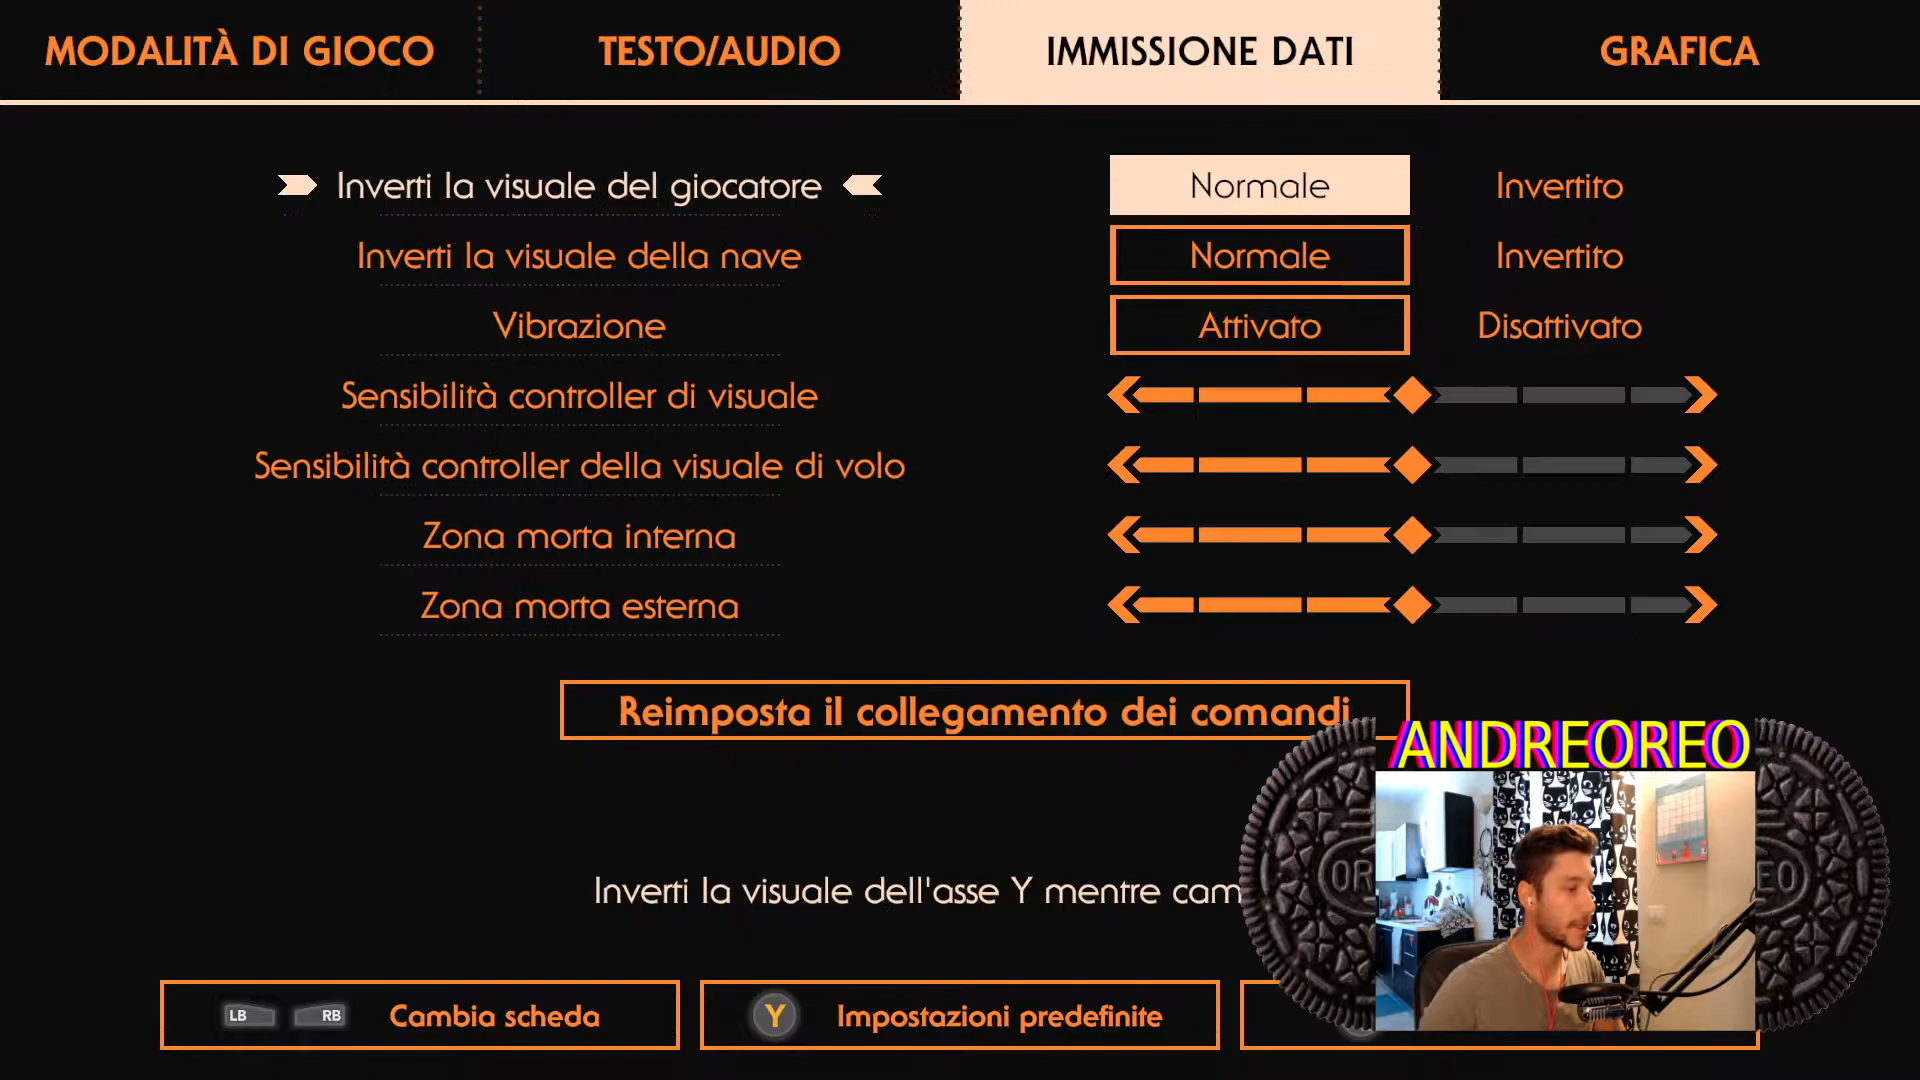 MODALITÀ DI GIOCO
TESTO/AUDIO
IMMISSIONE DATI
GRAFICA
Inverti la visuale del giocatore
Normale
Invertito
Inverti la visuale della nave
Normale
Invertito
Vibrazione
Attivato
Disattivato
Sensibilità controller di visuale
Sensibilità controller della visuale di volo
Zona morta interna
Zona morta esterna
Reimposta il collegamento dei comandi
ANDREOREO
OR
EO
Inverti la visuale dell'asse Y mentre cam
LB
RB
Cambia scheda
Y
Impostazioni predefinite